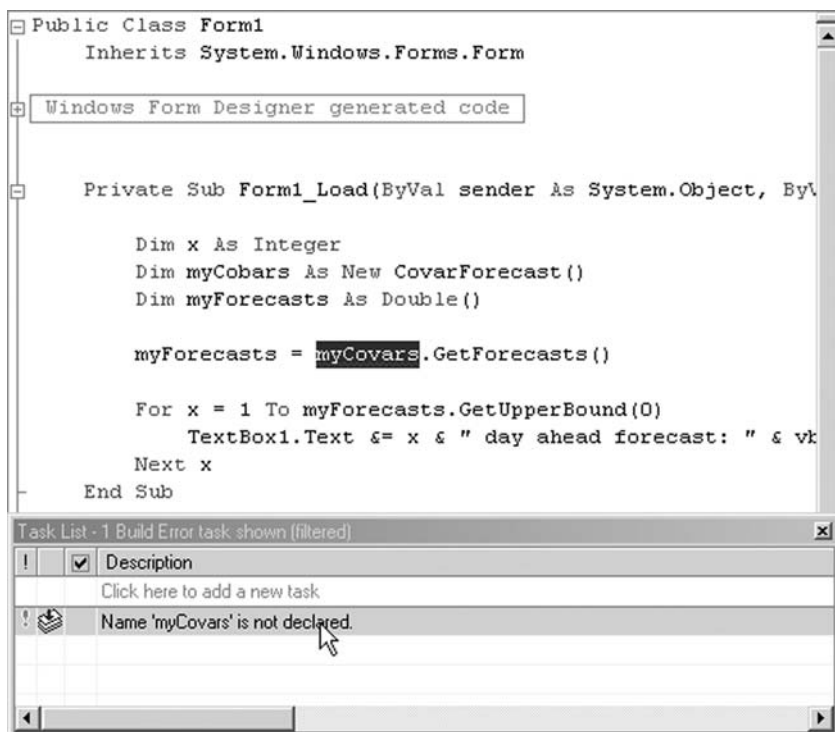 Public Class Form1
Inherits System.Windows.Forms.Form
Windows Form Designer generated code
Private Sub Form1_Load(ByVal sender As System.Object, ByV
Dim x As Integer
Dim myCobars As New CovarForecast()
Dim myForecasts As Double()
myForecasts = myCovars.GetForecasts()
For x = 1 To myForecasts.GetUpperBound(0)
TextBox1.Text &= x & " day ahead forecast: " & vb
Next x
End Sub
Task List - 1 Build Error task shown (filtered)
! Description
Click here to add a new task
! Name 'myCovars' is not declared.